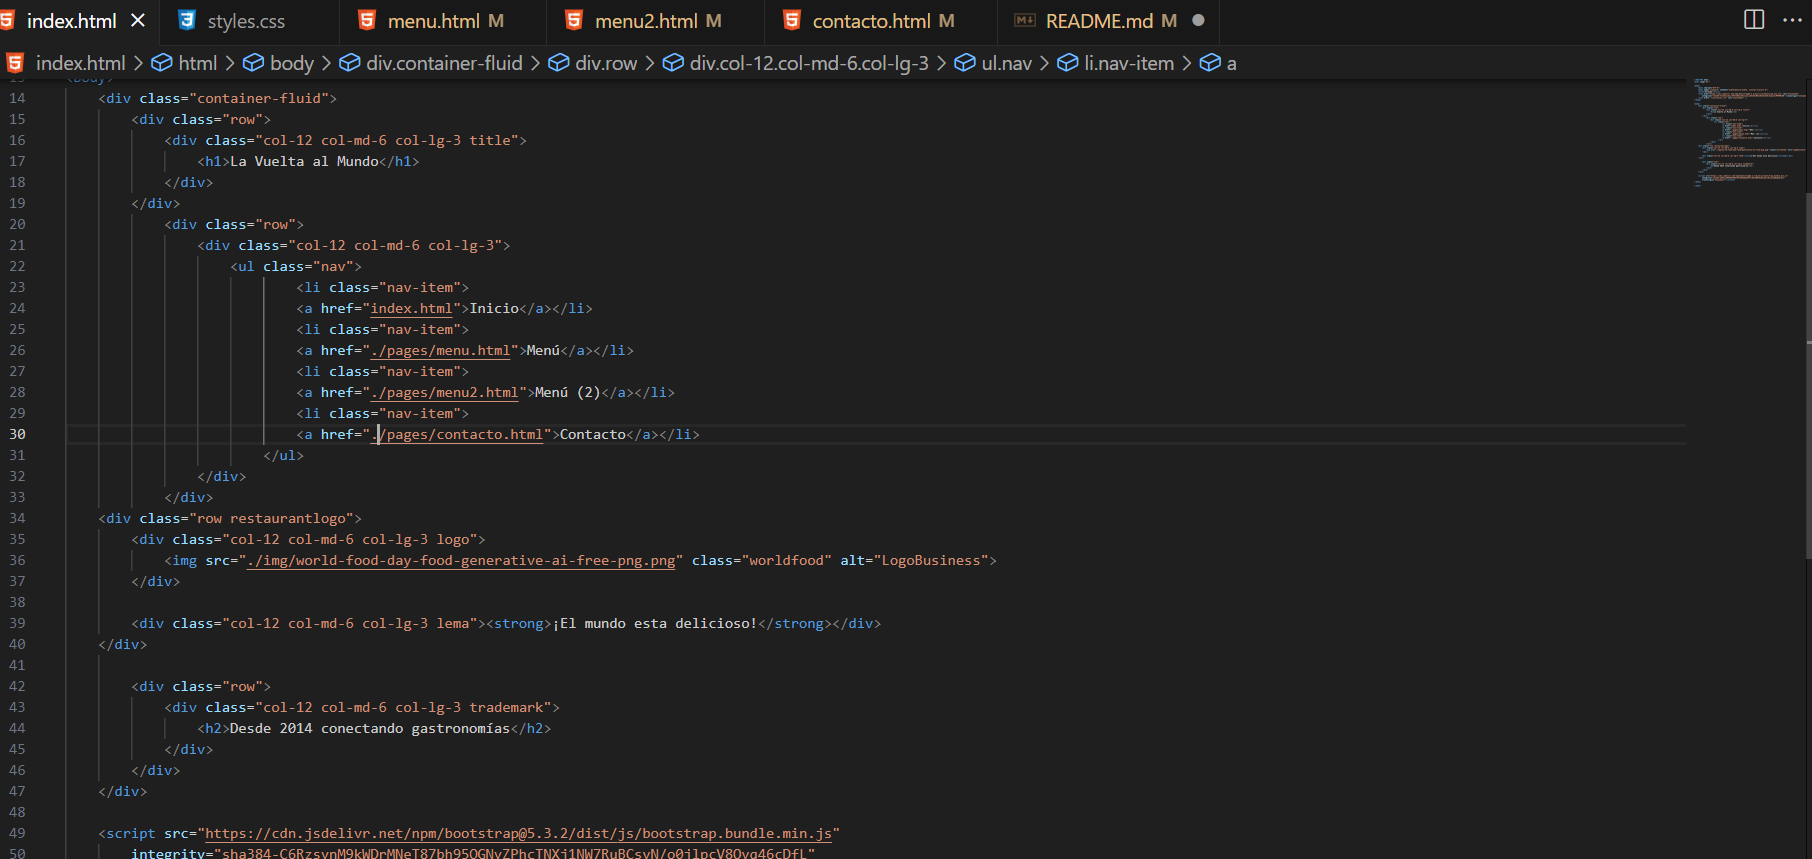 index.html styles.css menu.html M menu2.html M contacto.html M README.md M
index.html > html > body > div.container-fluid > div.row > div.col-12.col-md-6.col-lg-3 > ul.nav > li.nav-item > a
13 <body>
14 <div class="container-fluid">
15 <div class="row">
16 <div class="col-12 col-md-6 col-lg-3 title">
17 <h1>La Vuelta al Mundo</h1>
18 </div>
19 </div>
20 <div class="row">
21 <div class="col-12 col-md-6 col-lg-3">
22 <ul class="nav">
23 <li class="nav-item">
24 <a href="index.html">Inicio</a></li>
25 <li class="nav-item">
26 <a href="./pages/menu.html">Menú</a></li>
27 <li class="nav-item">
28 <a href="./pages/menu2.html">Menú (2)</a></li>
29 <li class="nav-item">
30 <a href="./pages/contacto.html">Contacto</a></li>
31 </ul>
32 </div>
33 </div>
34 <div class="row restaurantlogo">
35 <div class="col-12 col-md-6 col-lg-3 logo">
36 <img src="./img/world-food-day-food-generative-ai-free-png.png" class="worldfood" alt="LogoBusiness">
37 </div>
38
39 <div class="col-12 col-md-6 col-lg-3 lema"><strong>¡El mundo esta delicioso!</strong></div>
40 </div>
41
42 <div class="row">
43 <div class="col-12 col-md-6 col-lg-3 trademark">
44 <h2>Desde 2014 conectando gastronomías</h2>
45 </div>
46 </div>
47 </div>
48
49 <script src="https://cdn.jsdelivr.net/npm/bootstrap@5.3.2/dist/js/bootstrap.bundle.min.js"
50 integrity="sha384-C6RzsynM9kWDrMNeT87bh95OGNyZPhcTNXj1NW7RuBCsyN/o0jlpcV8Qyq46cDfL"